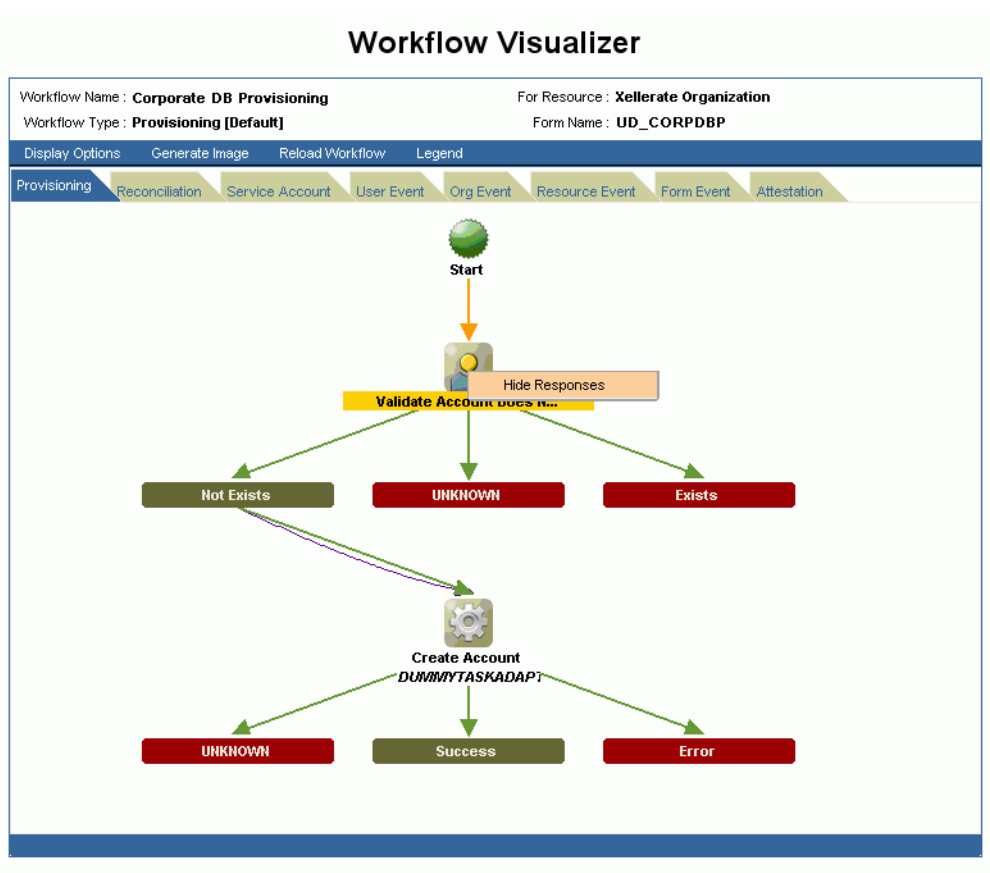 Workflow Visualizer
Workflow Name : Corporate DB Provisioning
For Resource : Xellerate Organization
Workflow Type : Provisioning [Default]
Form Name : UD_CORPDBP
Display Options Generate Image Reload Workflow Legend
Provisioning Reconciliation Service Account User Event Org Event Resource Event Form Event Attestation
Start
Hide Responses
Validate Account Does N...
Not Exists UNKNOWN Exists
Create Account
DUMMYTASKADAPT
UNKNOWN Success Error